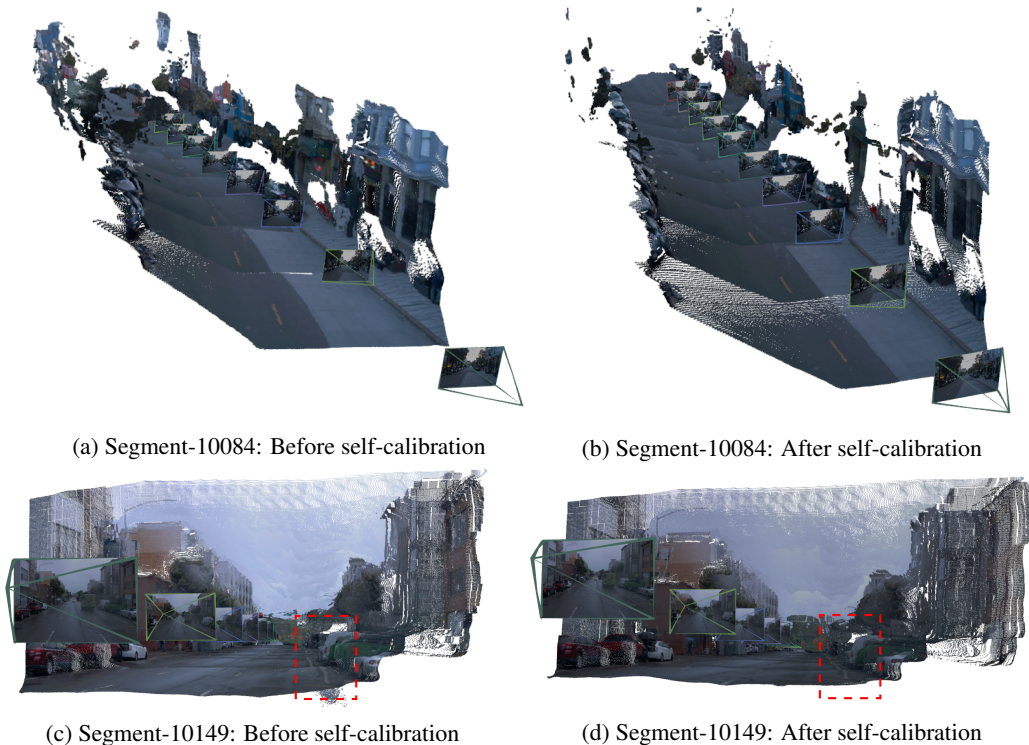 (a) Segment-10084: Before self-calibration
(b) Segment-10084: After self-calibration
(c) Segment-10149: Before self-calibration
(d) Segment-10149: After self-calibration